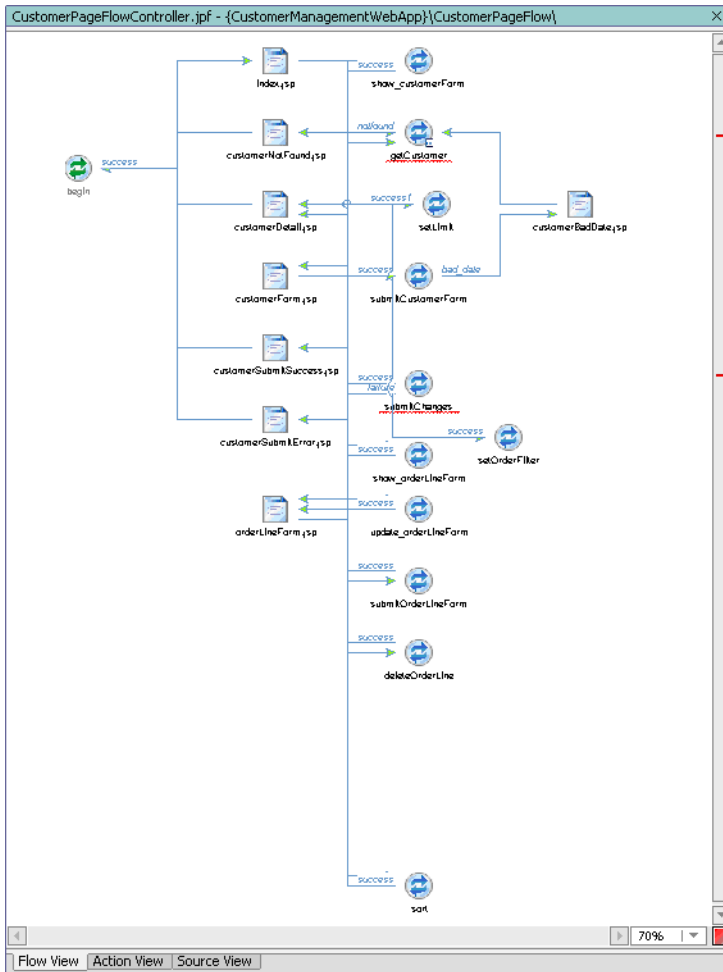 CustomerPageFlowController.jpf - {CustomerManagementWebApp}\CustomerPageFlow\
success
index.jsp
show_customerForm
notfound
customerNotFound.jsp
getCustomer
success
begin
success1
customerDetail.jsp
setLimit
customerBadDate.jsp
success
bad_date
customerForm.jsp
submitCustomerForm
customerSubmitSuccess.jsp
success
failure
submitChanges
customerSubmitError.jsp
success
setOrderFilter
success
show_orderLineForm
success
orderLineForm.jsp
update_orderLineForm
success
submitOrderLineForm
success
deleteOrderLine
success
sort
70%
Flow View
Action View
Source View